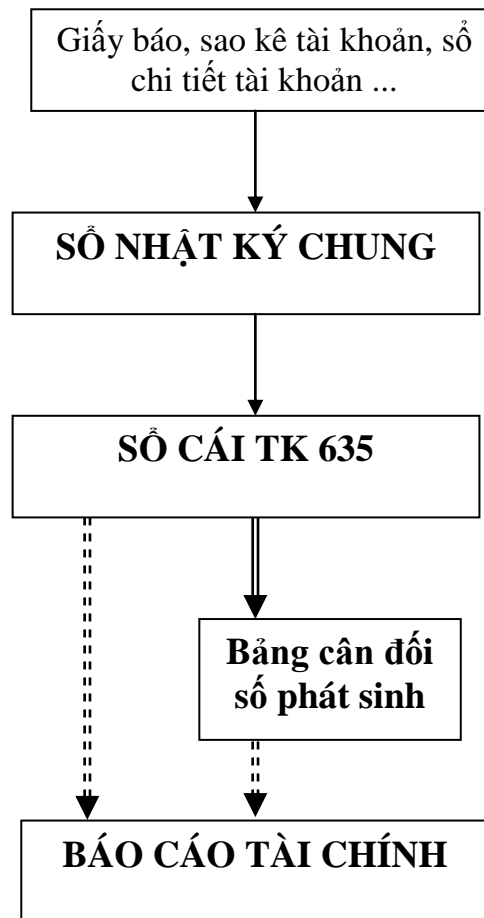 Giấy báo, sao kê tài khoản, sổ
chi tiết tài khoản ...
SỔ NHẬT KÝ CHUNG
SỔ CÁI TK 635
Bảng cân đối
số phát sinh
BÁO CÁO TÀI CHÍNH